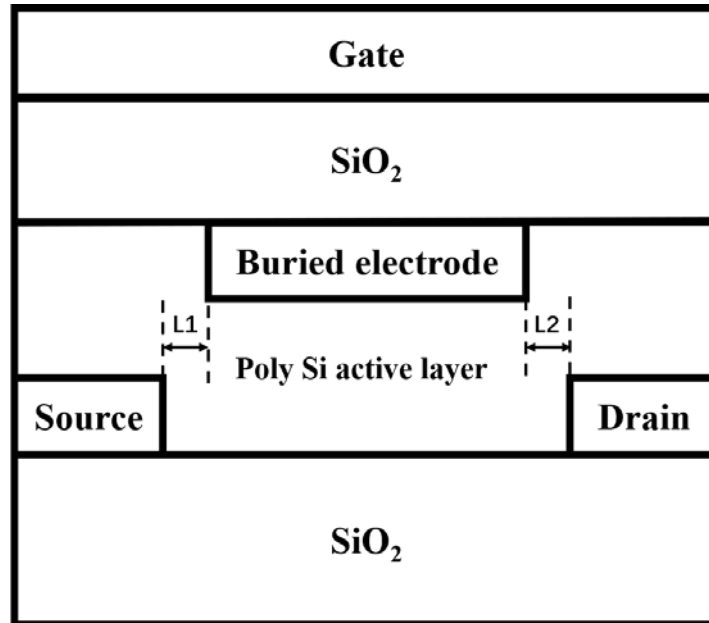 Gate
SiO₂
Buried electrode
L1
L2
Poly Si active layer
Source
Drain
SiO₂